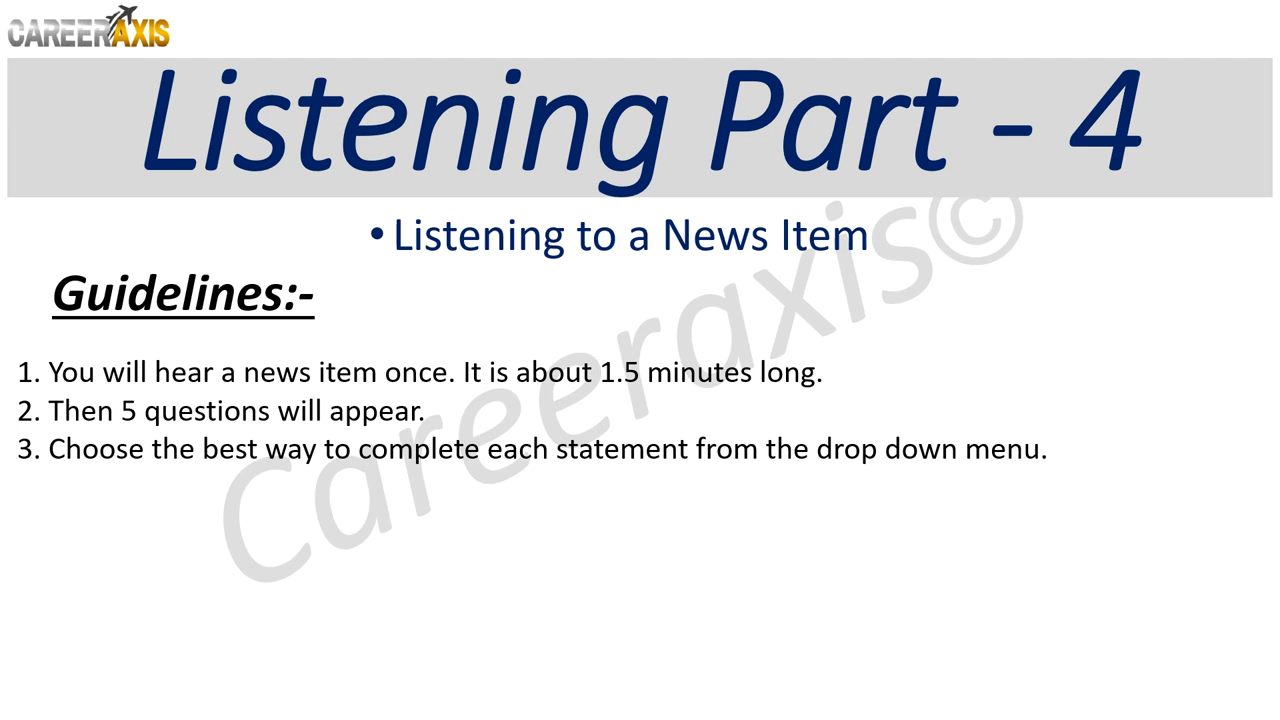 CAREERAXIS
Listening Part - 4
• Listening to a News Item
Guidelines:-
1. You will hear a news item once. It is about 1.5 minutes long.
2. Then 5 questions will appear.
3. Choose the best way to complete each statement from the drop down menu.
Careeraxis©